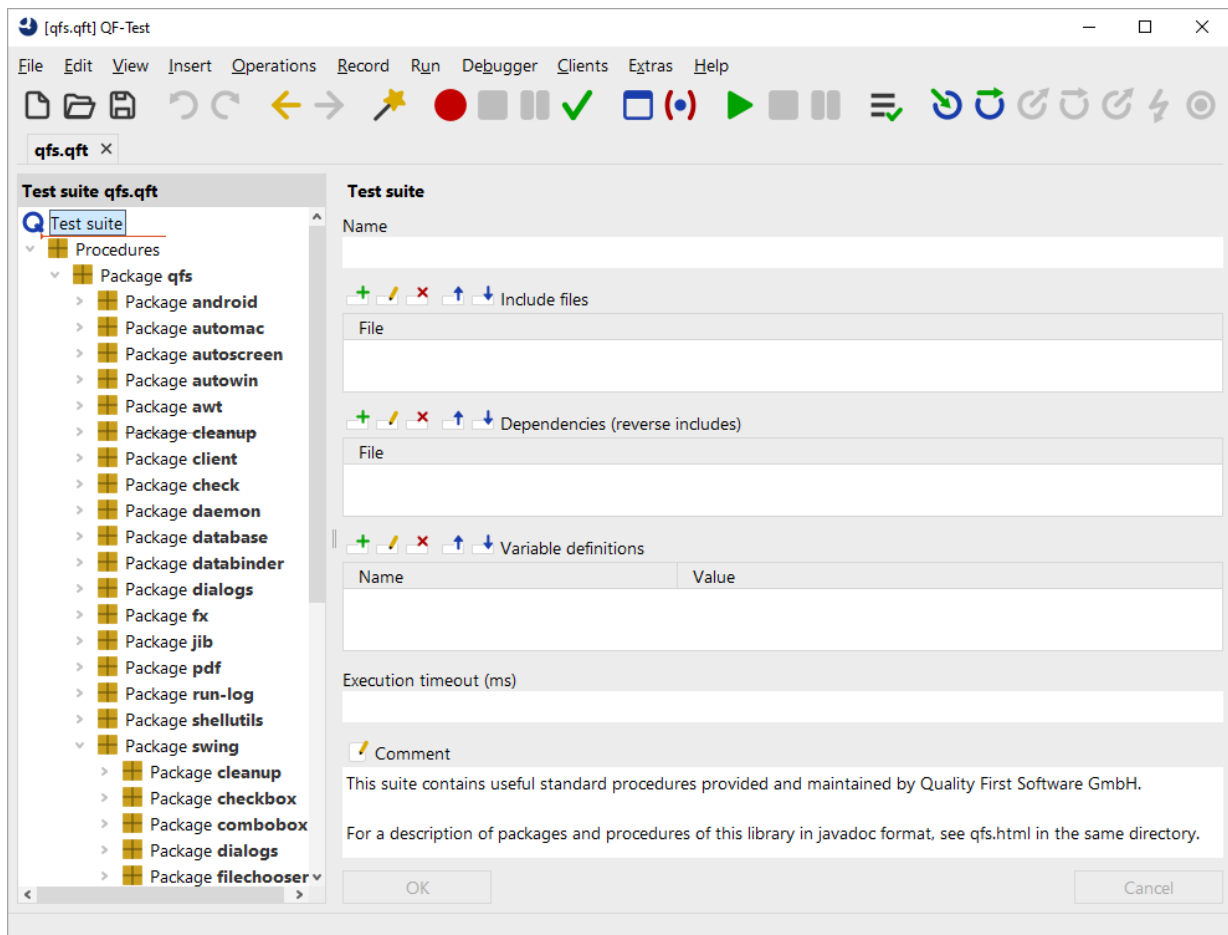 [qfs.qft] QF-Test
File Edit View Insert Operations Record Run Debugger Clients Extras Help
qfs.qft
Test suite qfs.qft
Test suite
Procedures
Package qfs
Package android
Package automac
Package autoscreen
Package autowin
Package awt
Package cleanup
Package client
Package check
Package daemon
Package database
Package databinder
Package dialogs
Package fx
Package jib
Package pdf
Package run-log
Package shellutils
Package swing
Package cleanup
Package checkbox
Package combobox
Package dialogs
Package filechooser
Test suite
Name
Include files
File
Dependencies (reverse includes)
File
Variable definitions
Name Value
Execution timeout (ms)
Comment
This suite contains useful standard procedures provided and maintained by Quality First Software GmbH.
For a description of packages and procedures of this library in javadoc format, see qfs.html in the same directory.
OK Cancel